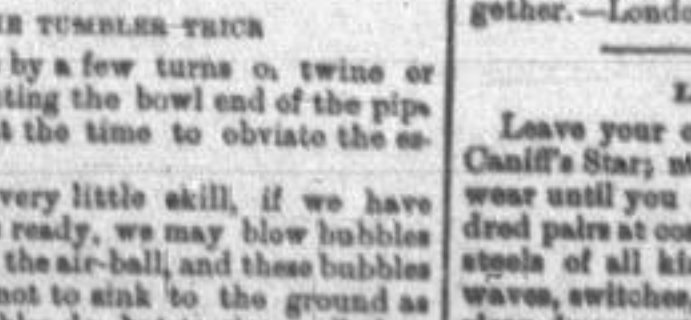 TUMBLER TRICK
by a few turns of twine or
ting the bowl end of the pipe
t the time to obviate the es-
very little skill, if we have
ready, we may blow bubbles
the air-ball, and these bubbles
not to sink to the ground as
gether.—Londo
Leave your
Caniff's Star;
wear until you
dred pairs at
steels of all
waves, switches,